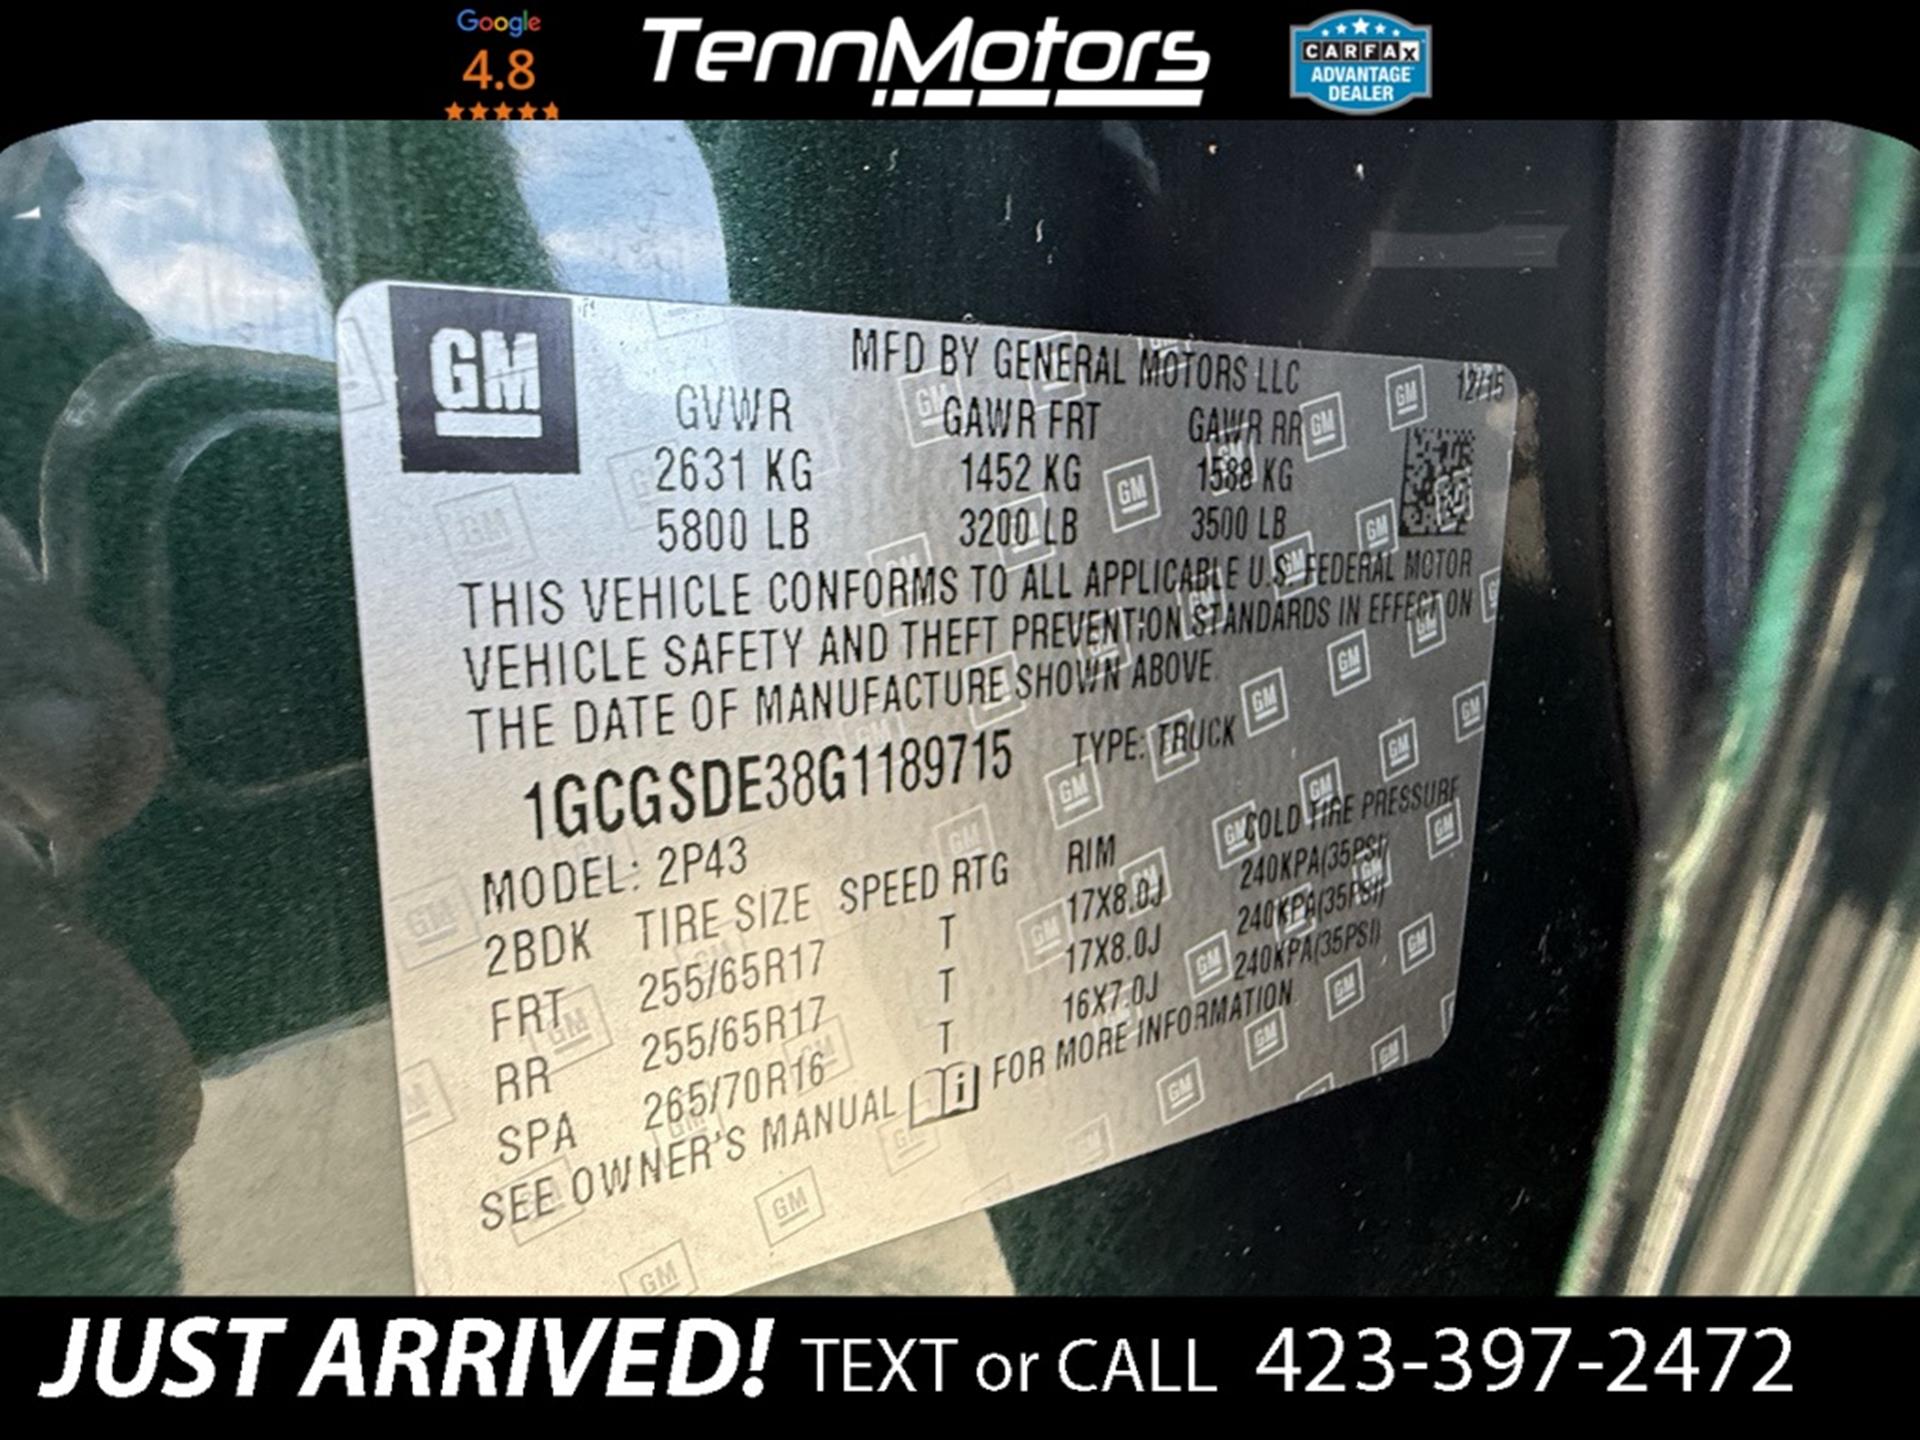 Google
4.8
TennMotors
CARFAX
ADVANTAGE
DEALER
GM
MFD BY GENERAL MOTORS LLC
12/15
GVWR GAWR FRT GAWR RR
2631 KG 1452 KG 1588 KG
5800 LB 3200 LB 3500 LB
THIS VEHICLE CONFORMS TO ALL APPLICABLE U.S. FEDERAL MOTOR
VEHICLE SAFETY AND THEFT PREVENTION STANDARDS IN EFFECT ON
THE DATE OF MANUFACTURE SHOWN ABOVE.
1GCGSDE38G1189715 TYPE: TRUCK
MODEL: 2P43
2BDK TIRE SIZE SPEED RTG RIM COLD TIRE PRESSURE
FRT 255/65R17 T 17X8.0J 240KPA(35PSI)
RR 255/65R17 T 17X8.0J 240KPA(35PSI)
SPA 265/70R16 T 16X7.0J 240KPA(35PSI)
SEE OWNER'S MANUAL i FOR MORE INFORMATION
JUST ARRIVED! TEXT or CALL 423-397-2472